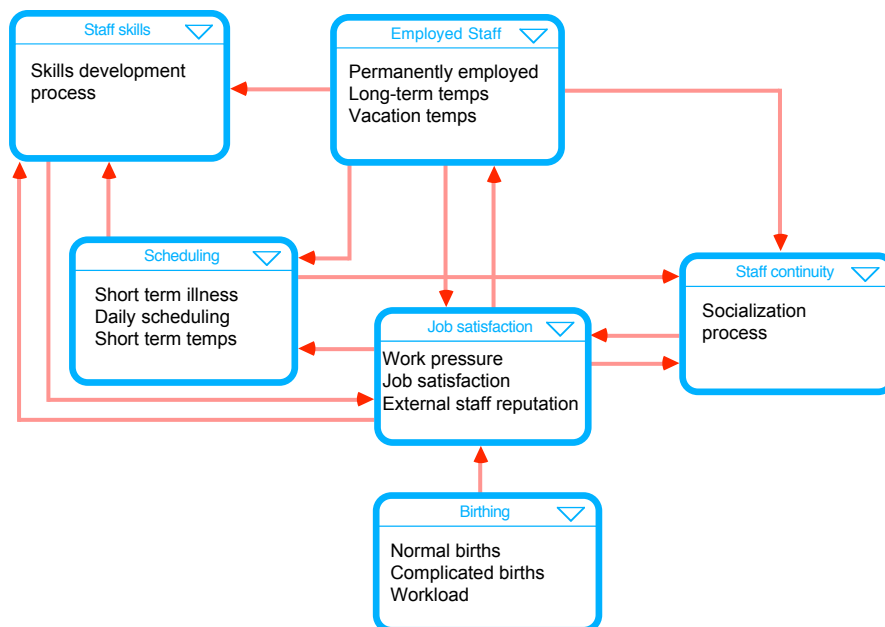 Staff skills
Skills development
process
Employed Staff
Permanently employed
Long-term temps
Vacation temps
Scheduling
Short term illness
Daily scheduling
Short term temps
Staff continuity
Socialization
process
Job satisfaction
Work pressure
Job satisfaction
External staff reputation
Birthing
Normal births
Complicated births
Workload